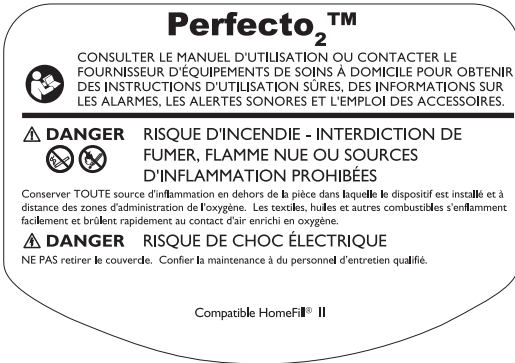 Perfecto₂™
CONSULTER LE MANUEL D'UTILISATION OU CONTACTER LE
FOURNISSEUR D'ÉQUIPEMENTS DE SOINS À DOMICILE POUR OBTENIR
DES INSTRUCTIONS D'UTILISATION SÛRES, DES INFORMATIONS SUR
LES ALARMES, LES ALERTES SONORES ET L'EMPLOI DES ACCESSOIRES.
DANGER RISQUE D'INCENDIE - INTERDICTION DE
FUMER, FLAMME NUE OU SOURCES
D'INFLAMMATION PROHIBÉES
Conserver TOUTE source d'inflammation en dehors de la pièce dans laquelle le dispositif est installé et à
distance des zones d'administration de l'oxygène. Les textiles, huiles et autres combustibles s'enflamment
facilement et brûlent rapidement au contact d'air enrichi en oxygène.
DANGER RISQUE DE CHOC ÉLECTRIQUE
NE PAS retirer le couvercle. Confier la maintenance à du personnel d'entretien qualifié.
Compatible HomeFill® II